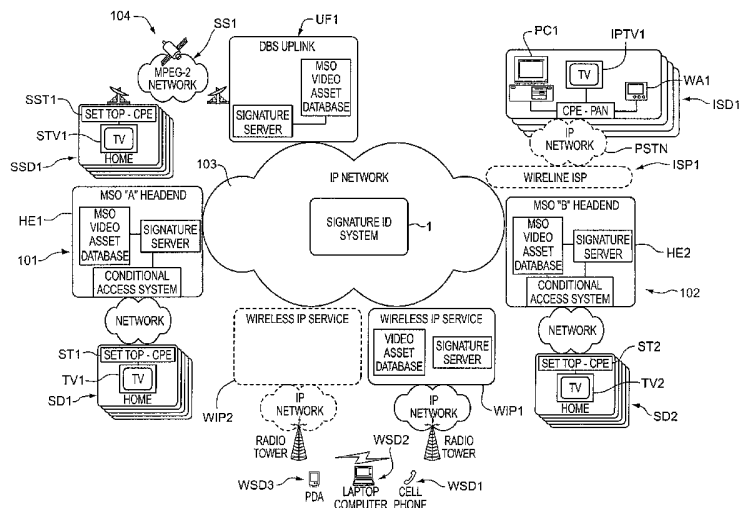 104
SS1
UF1
MPEG-2
NETWORK
DBS UPLINK
MSO
VIDEO
ASSET
DATABASE
SIGNATURE
SERVER
PC1
IPTV1
TV
WA1
CPE - PAN
ISD1
IP
NETWORK
PSTN
ISP1
WIRELINE ISP
SST1
SET TOP - CPE
STV1
TV
HOME
SSD1
103
IP NETWORK
SIGNATURE ID
SYSTEM
1
MSO "A" HEADEND
HE1
MSO
VIDEO
ASSET
DATABASE
SIGNATURE
SERVER
101
CONDITIONAL
ACCESS SYSTEM
MSO "B" HEADEND
MSO
VIDEO
ASSET
DATABASE
SIGNATURE
SERVER
HE2
CONDITIONAL
ACCESS SYSTEM
102
NETWORK
ST1
SET TOP - CPE
TV1
TV
SD1
HOME
WIRELESS IP SERVICE
WIP2
IP
NETWORK
RADIO
TOWER
WIRELESS IP SERVICE
VIDEO
ASSET
DATABASE
SIGNATURE
SERVER
WIP1
IP
NETWORK
RADIO
TOWER
NETWORK
ST2
SET TOP - CPE
TV
TV2
HOME
SD2
WSD2
WSD3
PDA
LAPTOP
COMPUTER
CELL
PHONE
WSD1